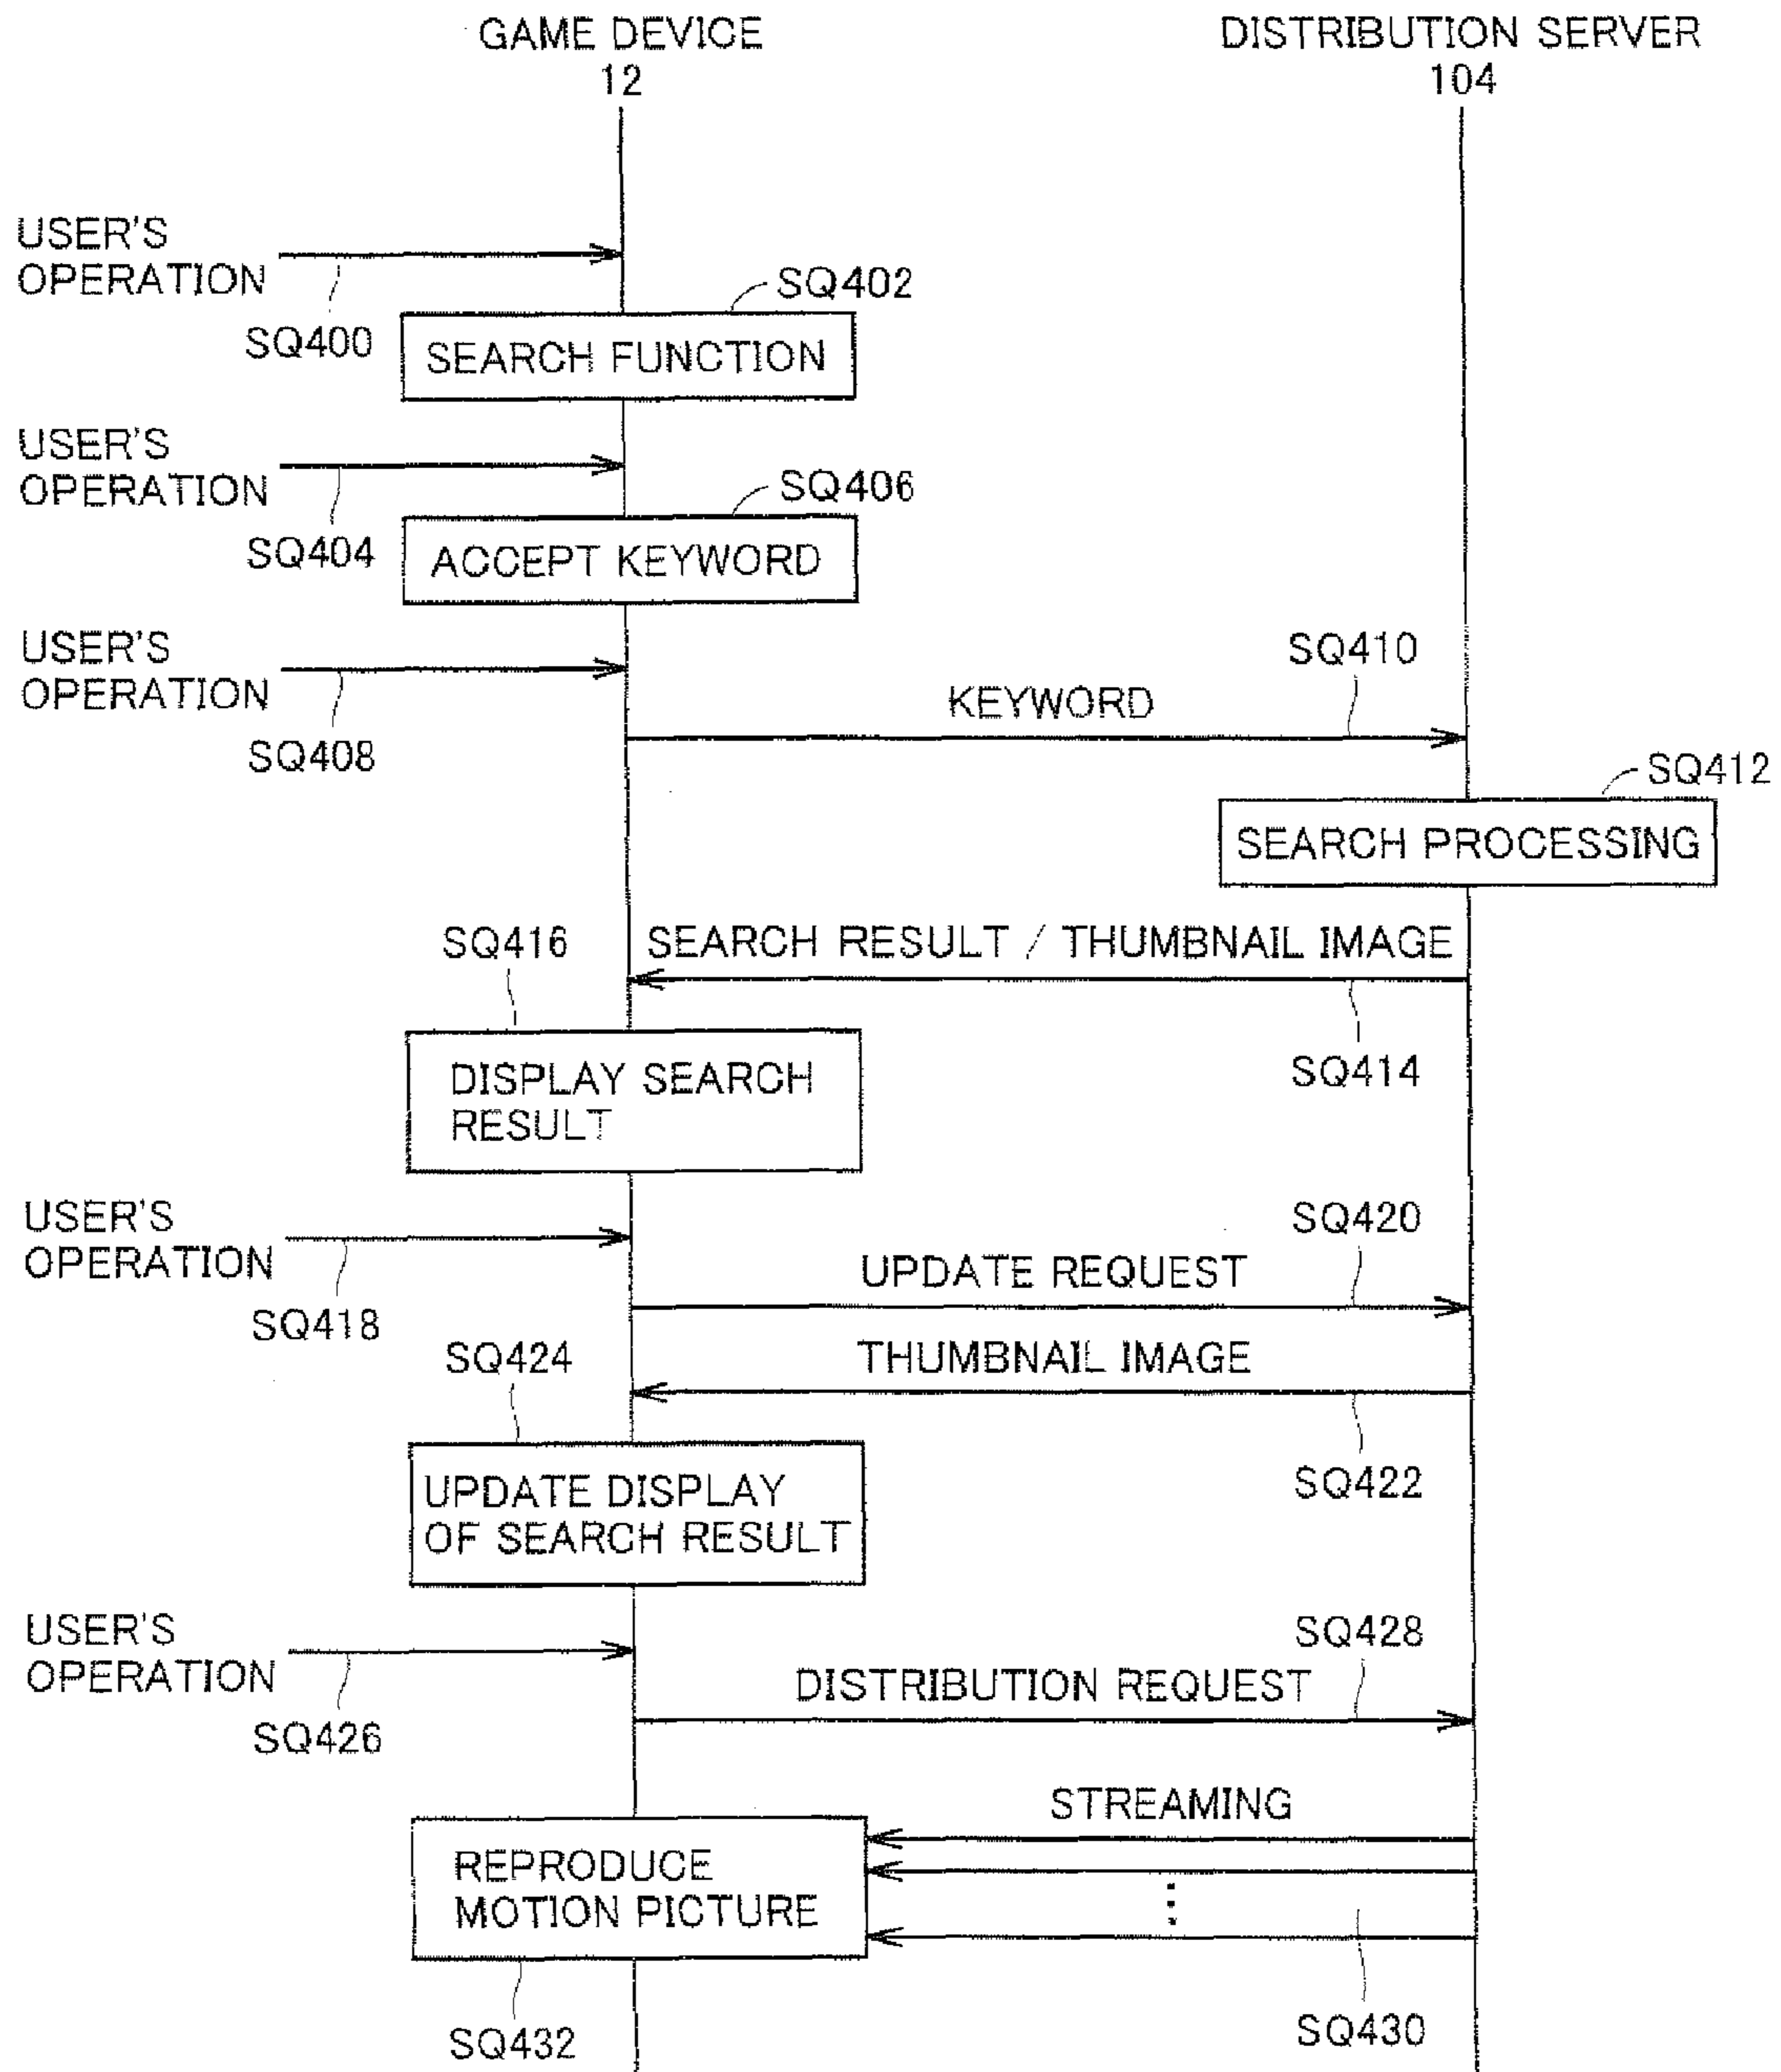 GAME DEVICE
12
DISTRIBUTION SERVER
104
USER'S
OPERATION
SQ400
SQ402
SEARCH FUNCTION
USER'S
OPERATION
SQ404
SQ406
ACCEPT KEYWORD
USER'S
OPERATION
SQ408
SQ410
KEYWORD
SQ412
SEARCH PROCESSING
SQ416
SEARCH RESULT / THUMBNAIL IMAGE
SQ414
DISPLAY SEARCH
RESULT
USER'S
OPERATION
SQ418
SQ420
UPDATE REQUEST
SQ424
THUMBNAIL IMAGE
SQ422
UPDATE DISPLAY
OF SEARCH RESULT
USER'S
OPERATION
SQ426
SQ428
DISTRIBUTION REQUEST
STREAMING
REPRODUCE
MOTION PICTURE
SQ432
SQ430